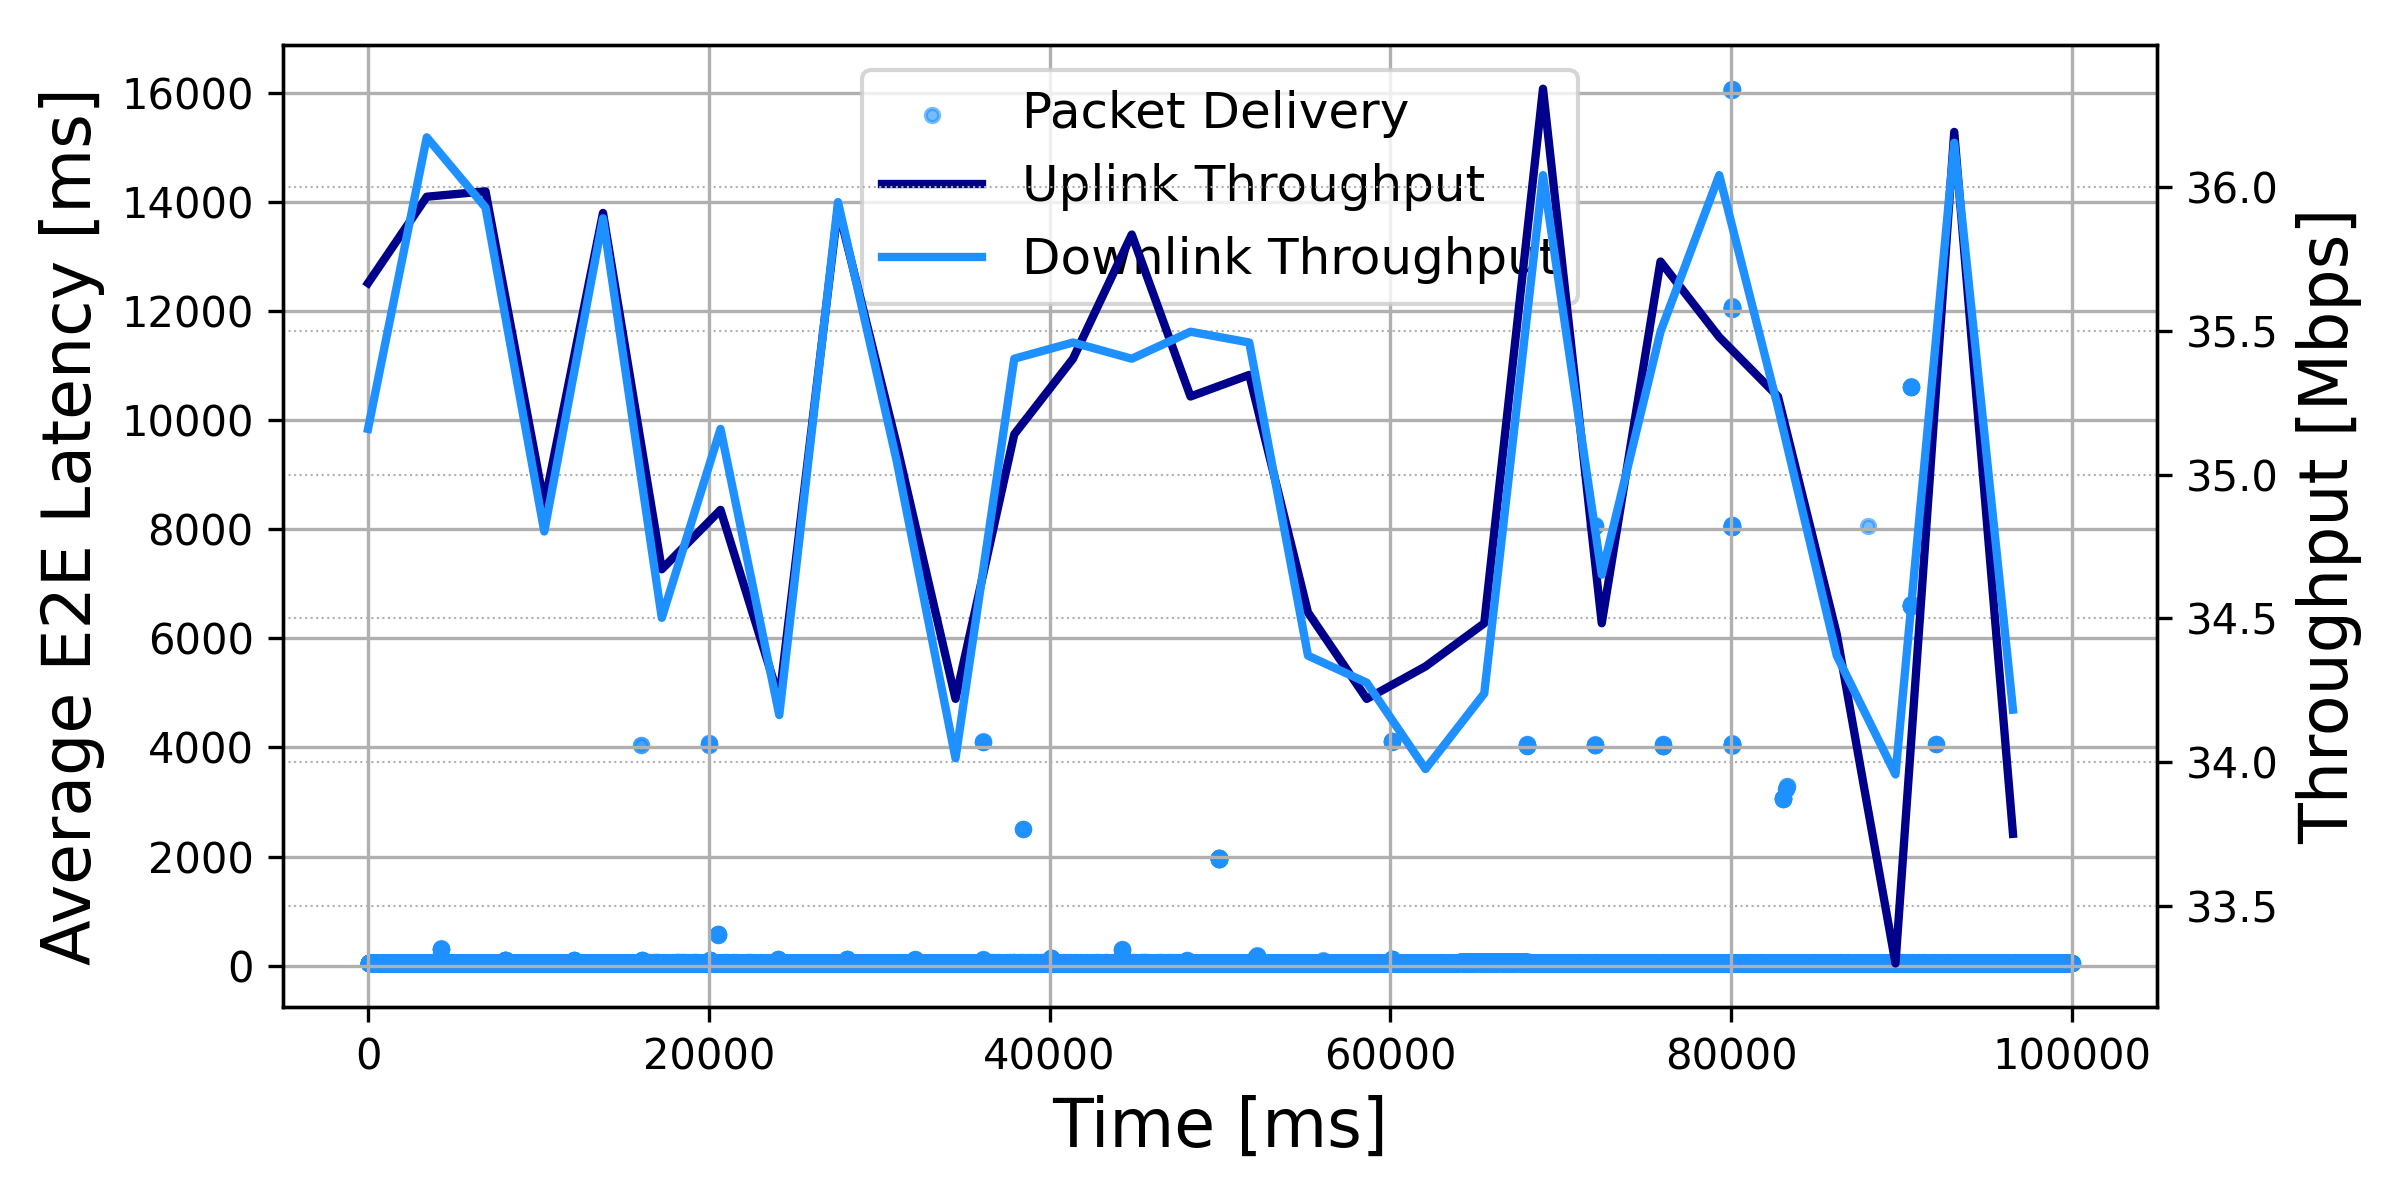 Packet Delivery
Uplink Throughput
Downlink Throughput
Average E2E Latency [ms]
16000
14000
12000
10000
8000
6000
4000
2000
0
36.0
35.5
35.0
34.5
34.0
33.5
Throughput [Mbps]
0 20000 40000 60000 80000 100000
Time [ms]